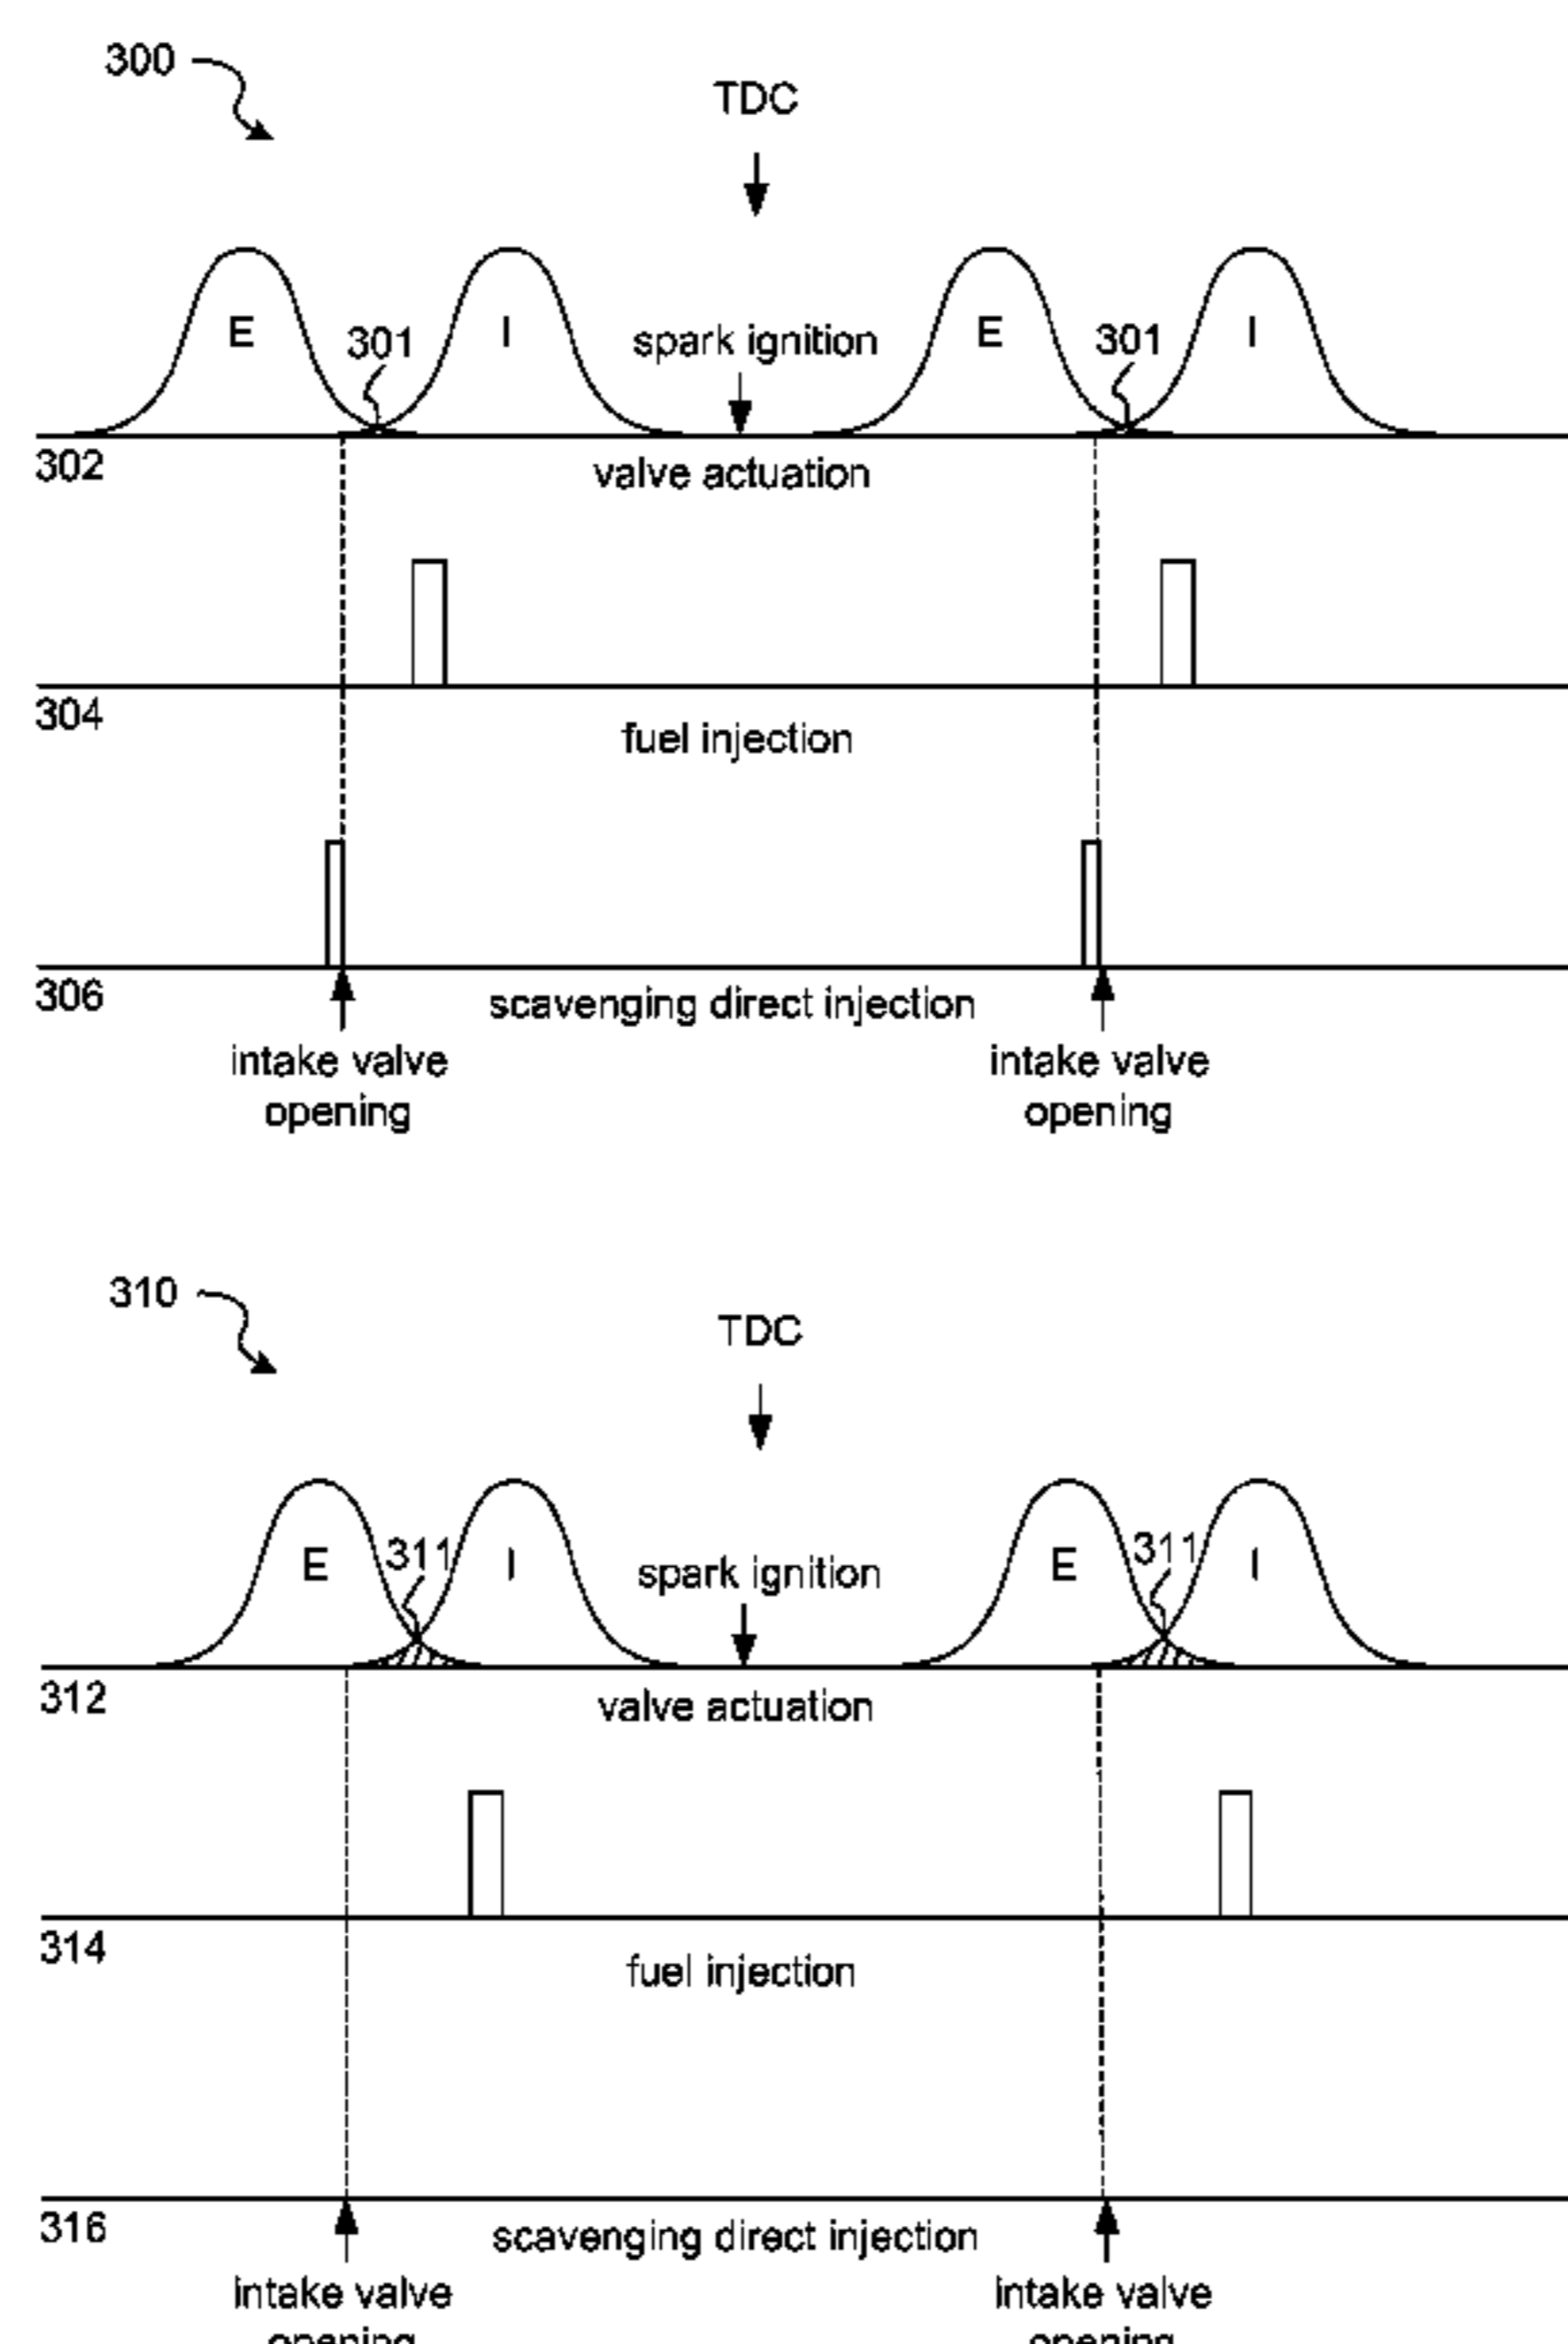 300
TDC
E
301
I
spark ignition
E
301
I
302
valve actuation
304
fuel injection
306
scavenging direct injection
intake valve
opening
intake valve
opening
310
TDC
E
311
I
spark ignition
E
311
I
312
valve actuation
314
fuel injection
316
scavenging direct injection
intake valve
opening
intake valve
opening